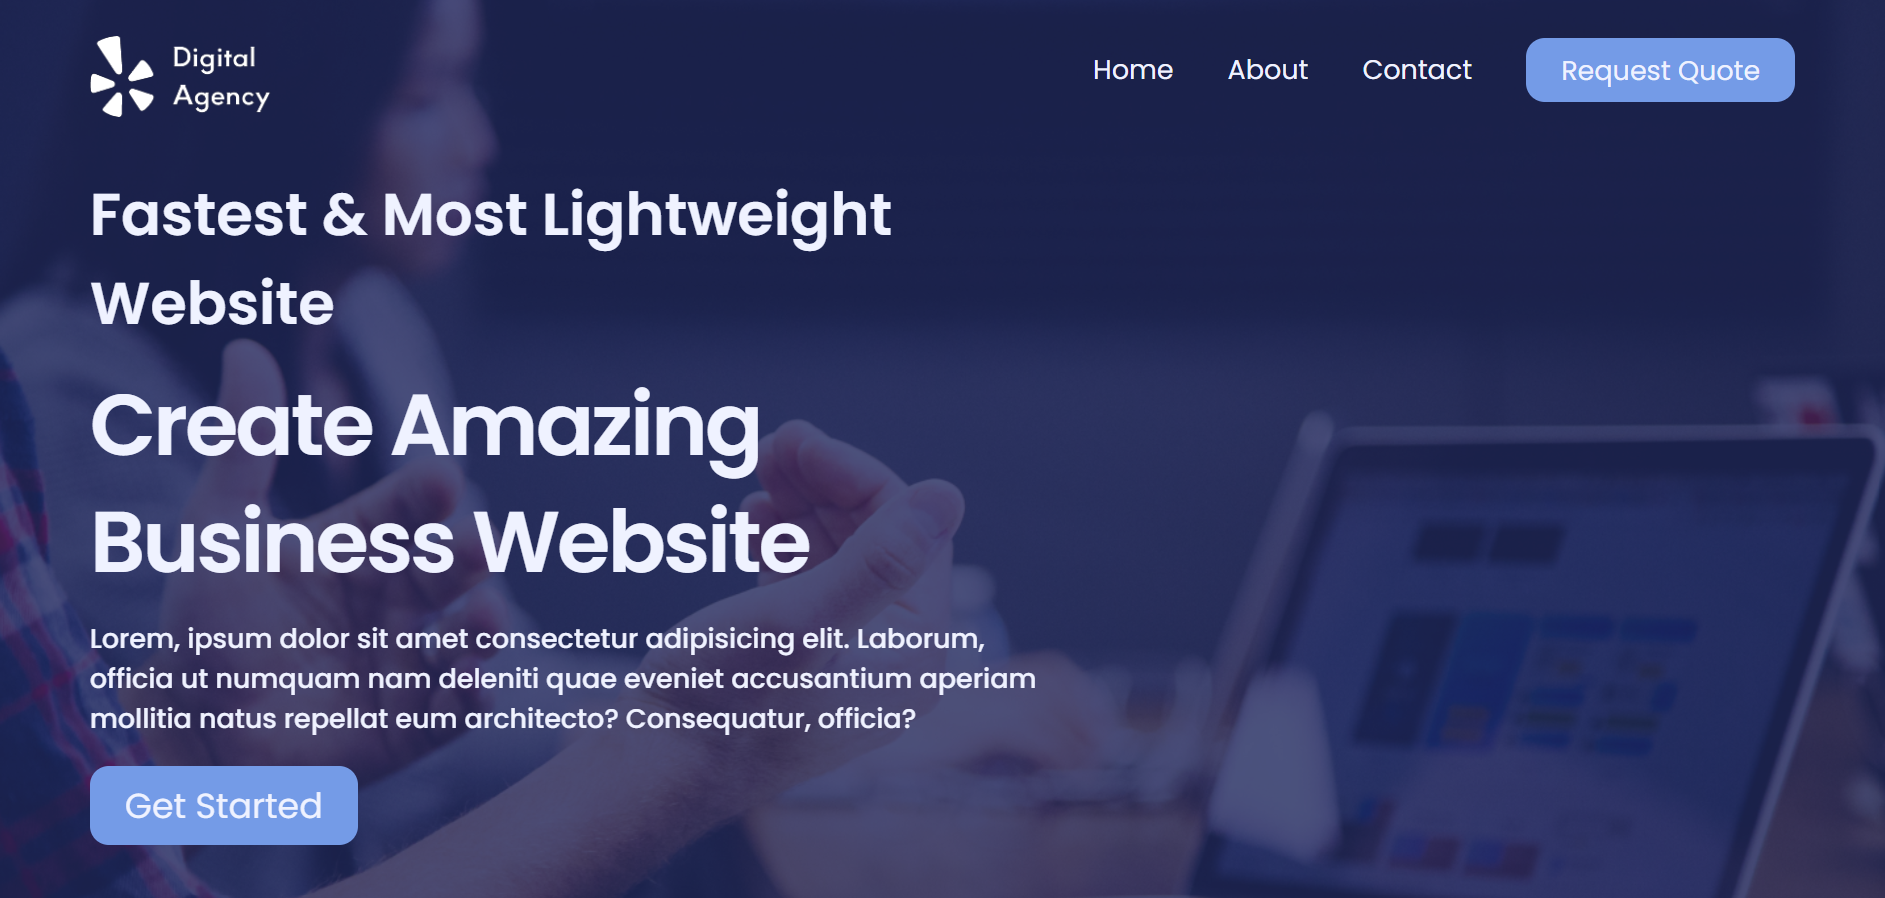 Digital
Agency
Home About Contact Request Quote
Fastest & Most Lightweight
Website
Create Amazing
Business Website
Lorem, ipsum dolor sit amet consectetur adipisicing elit. Laborum,
officia ut numquam nam deleniti quae eveniet accusantium aperiam
mollitia natus repellat eum architecto? Consequatur, officia?
Get Started